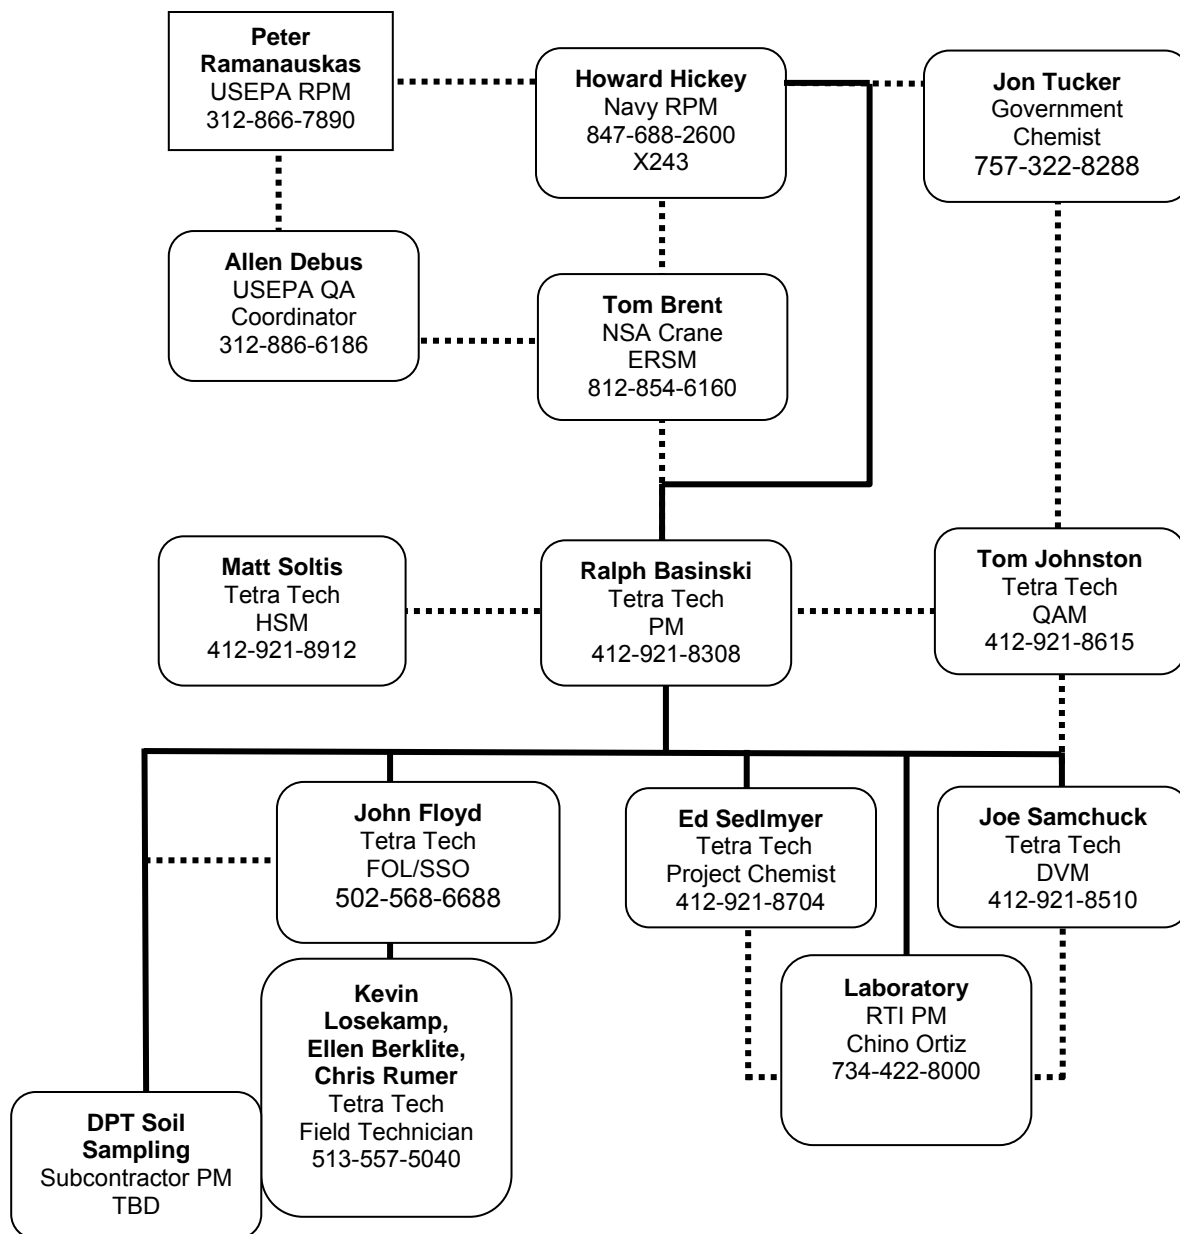 Peter
Ramanauskas
USEPA RPM
312-866-7890
Howard Hickey
Navy RPM
847-688-2600
X243
Jon Tucker
Government
Chemist
757-322-8288
Allen Debus
USEPA QA
Coordinator
312-886-6186
Tom Brent
NSA Crane
ERSM
812-854-6160
Matt Soltis
Tetra Tech
HSM
412-921-8912
Ralph Basinski
Tetra Tech
PM
412-921-8308
Tom Johnston
Tetra Tech
QAM
412-921-8615
John Floyd
Tetra Tech
FOL/SSO
502-568-6688
Ed Sedlmyer
Tetra Tech
Project Chemist
412-921-8704
Joe Samchuck
Tetra Tech
DVM
412-921-8510
Kevin
Losekamp,
Ellen Berklite,
Chris Rumer
Tetra Tech
Field Technician
513-557-5040
Laboratory
RTI PM
Chino Ortiz
734-422-8000
DPT Soil
Sampling
Subcontractor PM
TBD